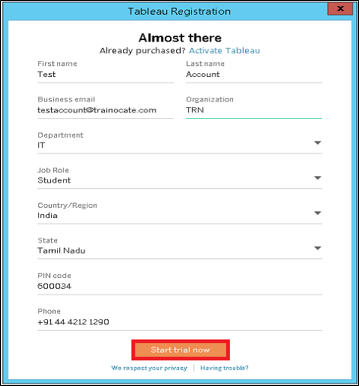 Tableau Registration
x
Almost there
Already purchased? Activate Tableau
First name Last name
Test Account
Business email Organization
testaccount@trainocate.com TRN
Department
IT
Job Role
Student
Country/Region
India
State
Tamil Nadu
PIN code
600034
Phone
+91 44 4212 1290
Start trial now
We respect your privacy | Having trouble?